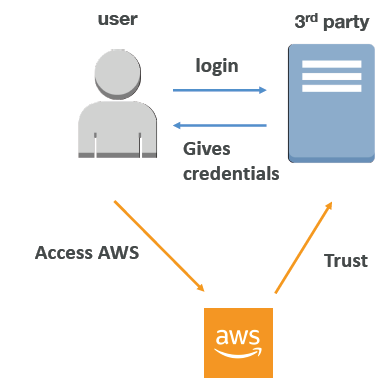 user
3rd party
login
Gives
credentials
Access AWS
Trust
aws